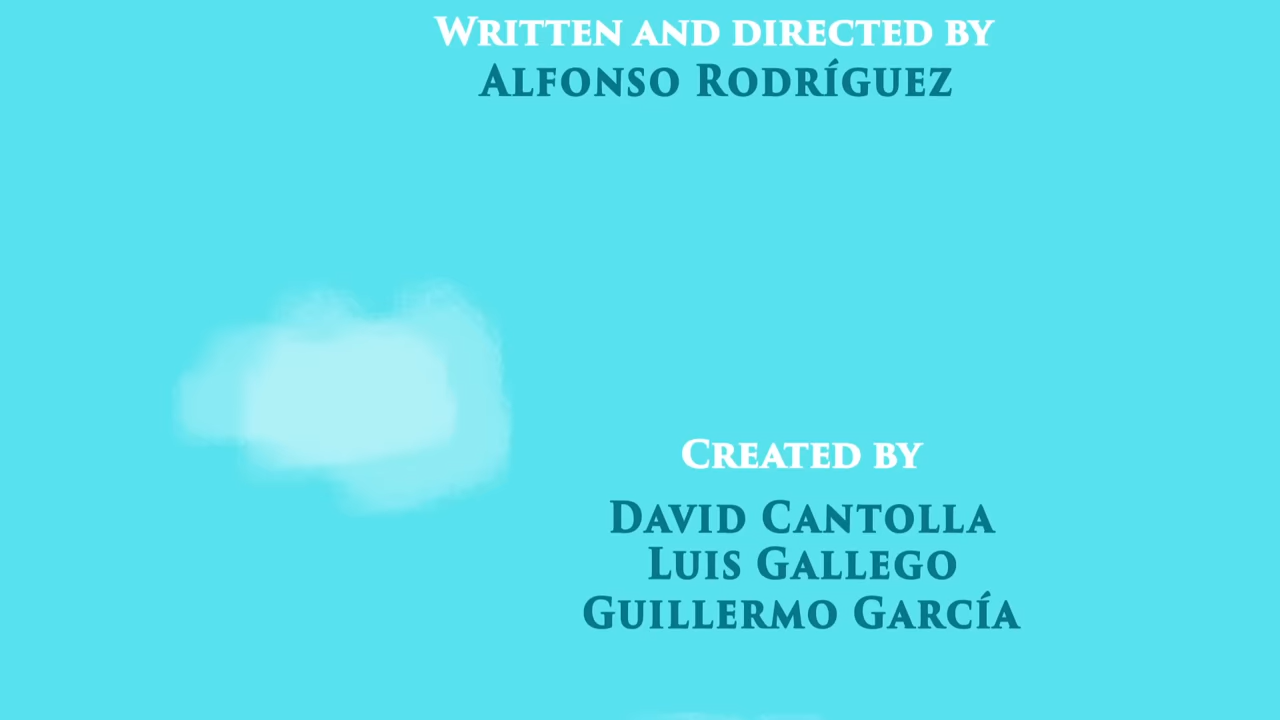 Written and directed by
Alfonso Rodríguez
Created by
David Cantolla
Luis Gallego
Guillermo García